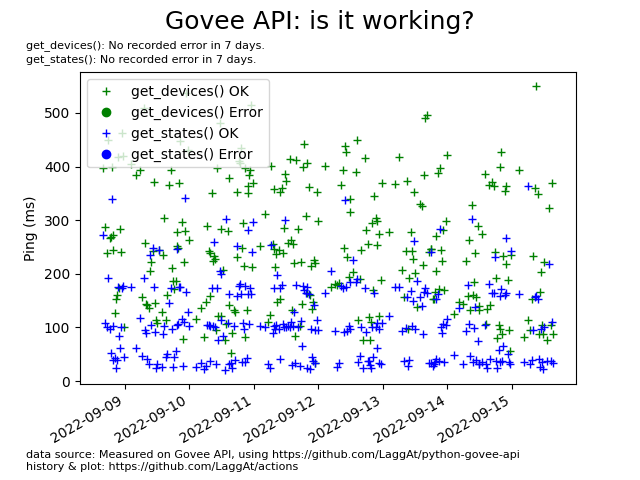 Govee API: is it working?
get_devices(): No recorded error in 7 days.
get_states(): No recorded error in 7 days.
get_devices() OK
get_devices() Error
get_states() OK
get_states() Error
Ping (ms)
500
400
300
200
100
0
2022-09-09
2022-09-10
2022-09-11
2022-09-12
2022-09-13
2022-09-14
2022-09-15
data source: Measured on Govee API, using https://github.com/LaggAt/python-govee-api
history & plot: https://github.com/LaggAt/actions